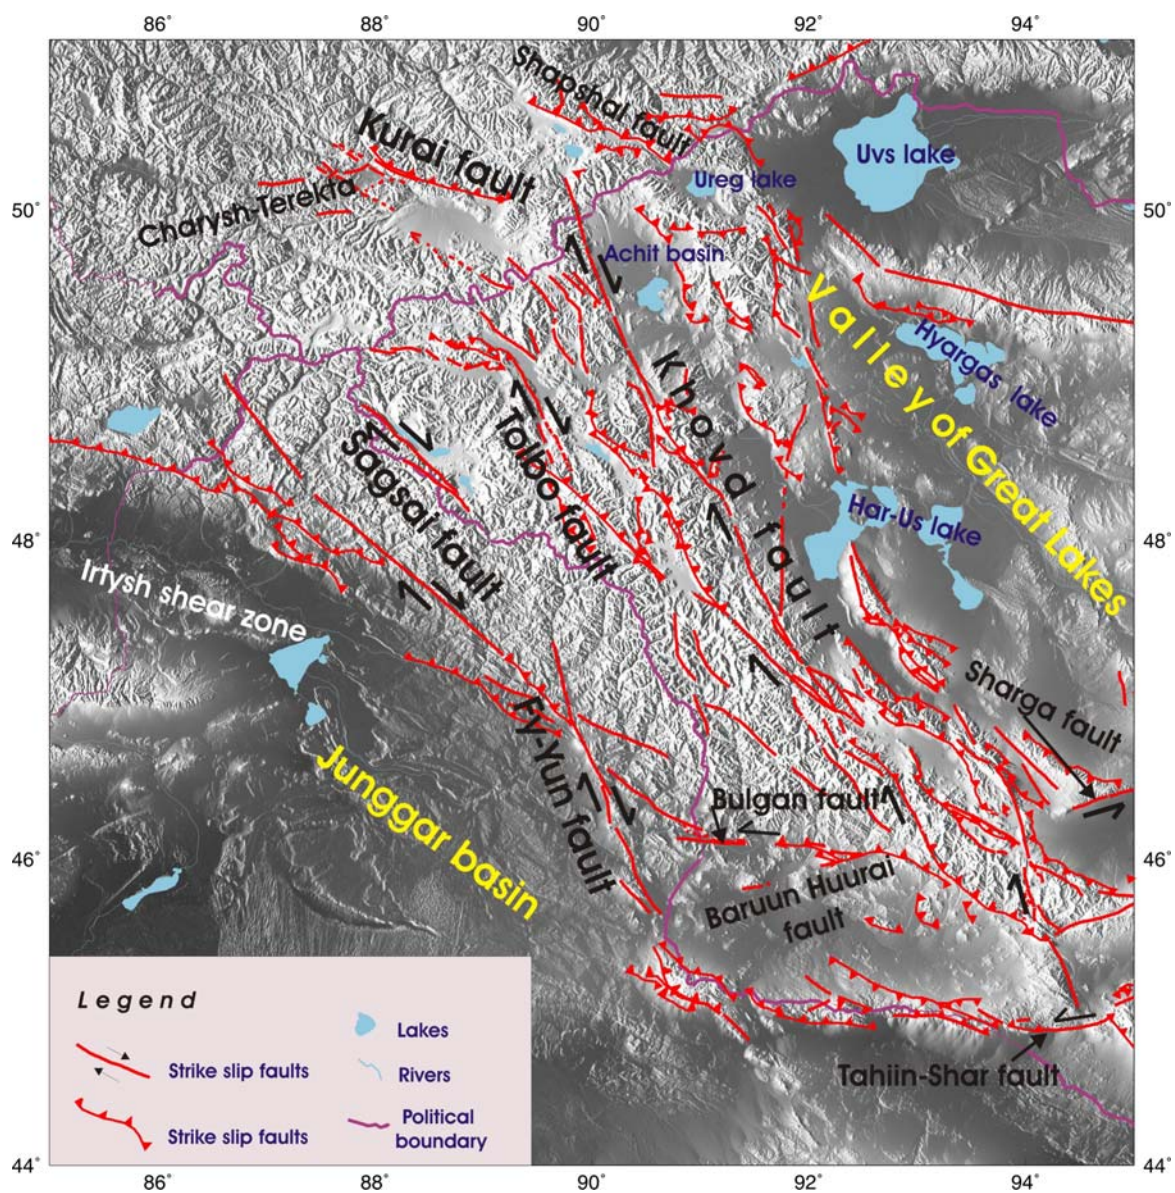 86° 88° 90° 92° 94°
Shapshal fault
Kurai fault
Uvs lake
Ureg lake
Charysh-Terekta
50° 50°
Achit basin
Valley of Great Lakes
Hyargas lake
Khovd fault
Tolbo fault
Sagsai fault
Har-Us lake
48° 48°
Irtysh shear zone
Sharga fault
Fy-Yun fault
Junggar basin
Bulgan fault
46° 46°
Baruun Huurai
fault
Tahiin-Shar fault
Legend
Strike slip faults
Strike slip faults
Lakes
Rivers
Political
boundary
44° 44°
86° 88° 90° 92° 94°